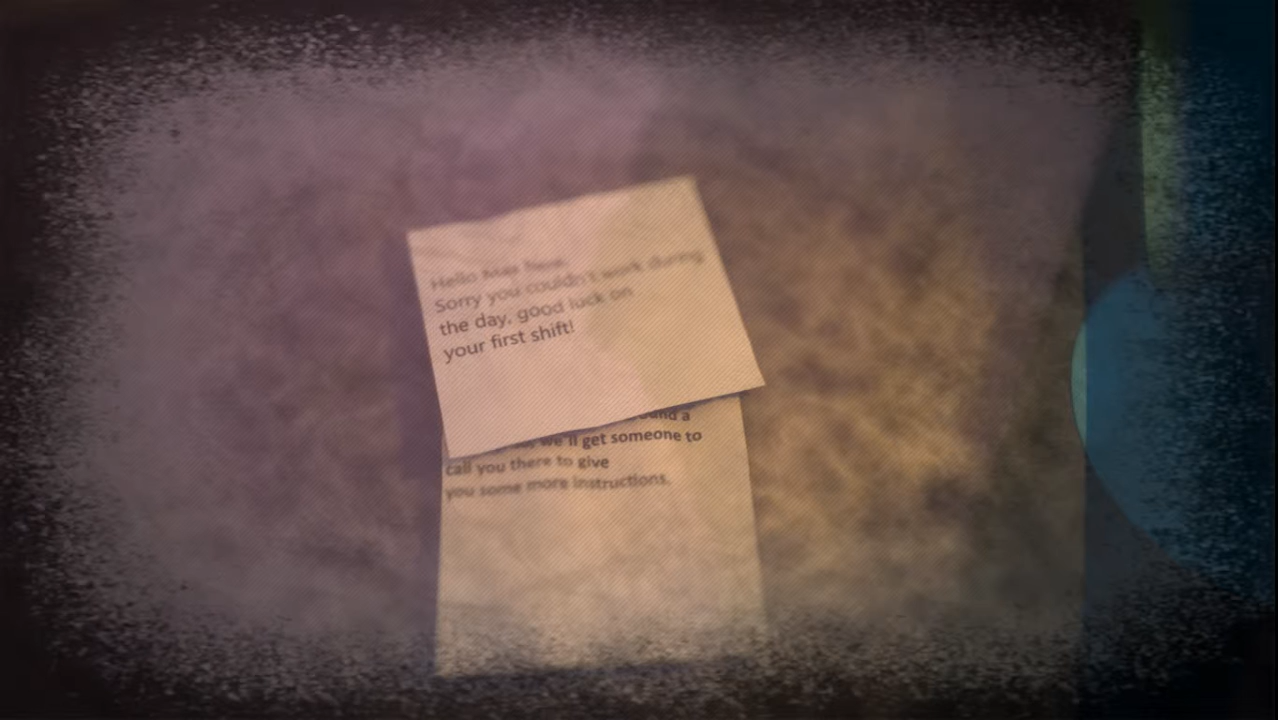 Hello
Sorry you couldn't work during
the day, good luck on
your first shift!
a
we'll get someone to
call you there to give
you some more instructions.